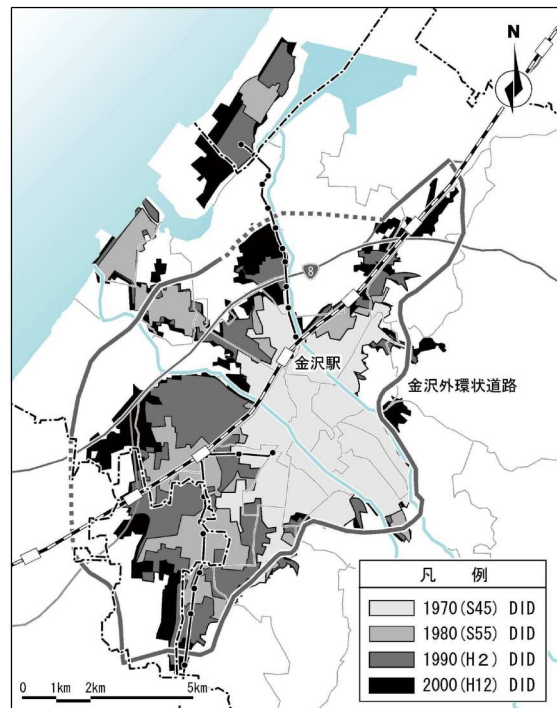 N
8
金沢駅
金沢外環状道路
凡 例
1970(S45) DID
1980(S55) DID
1990(H2) DID
2000(H12) DID
0 1km 2km 5km